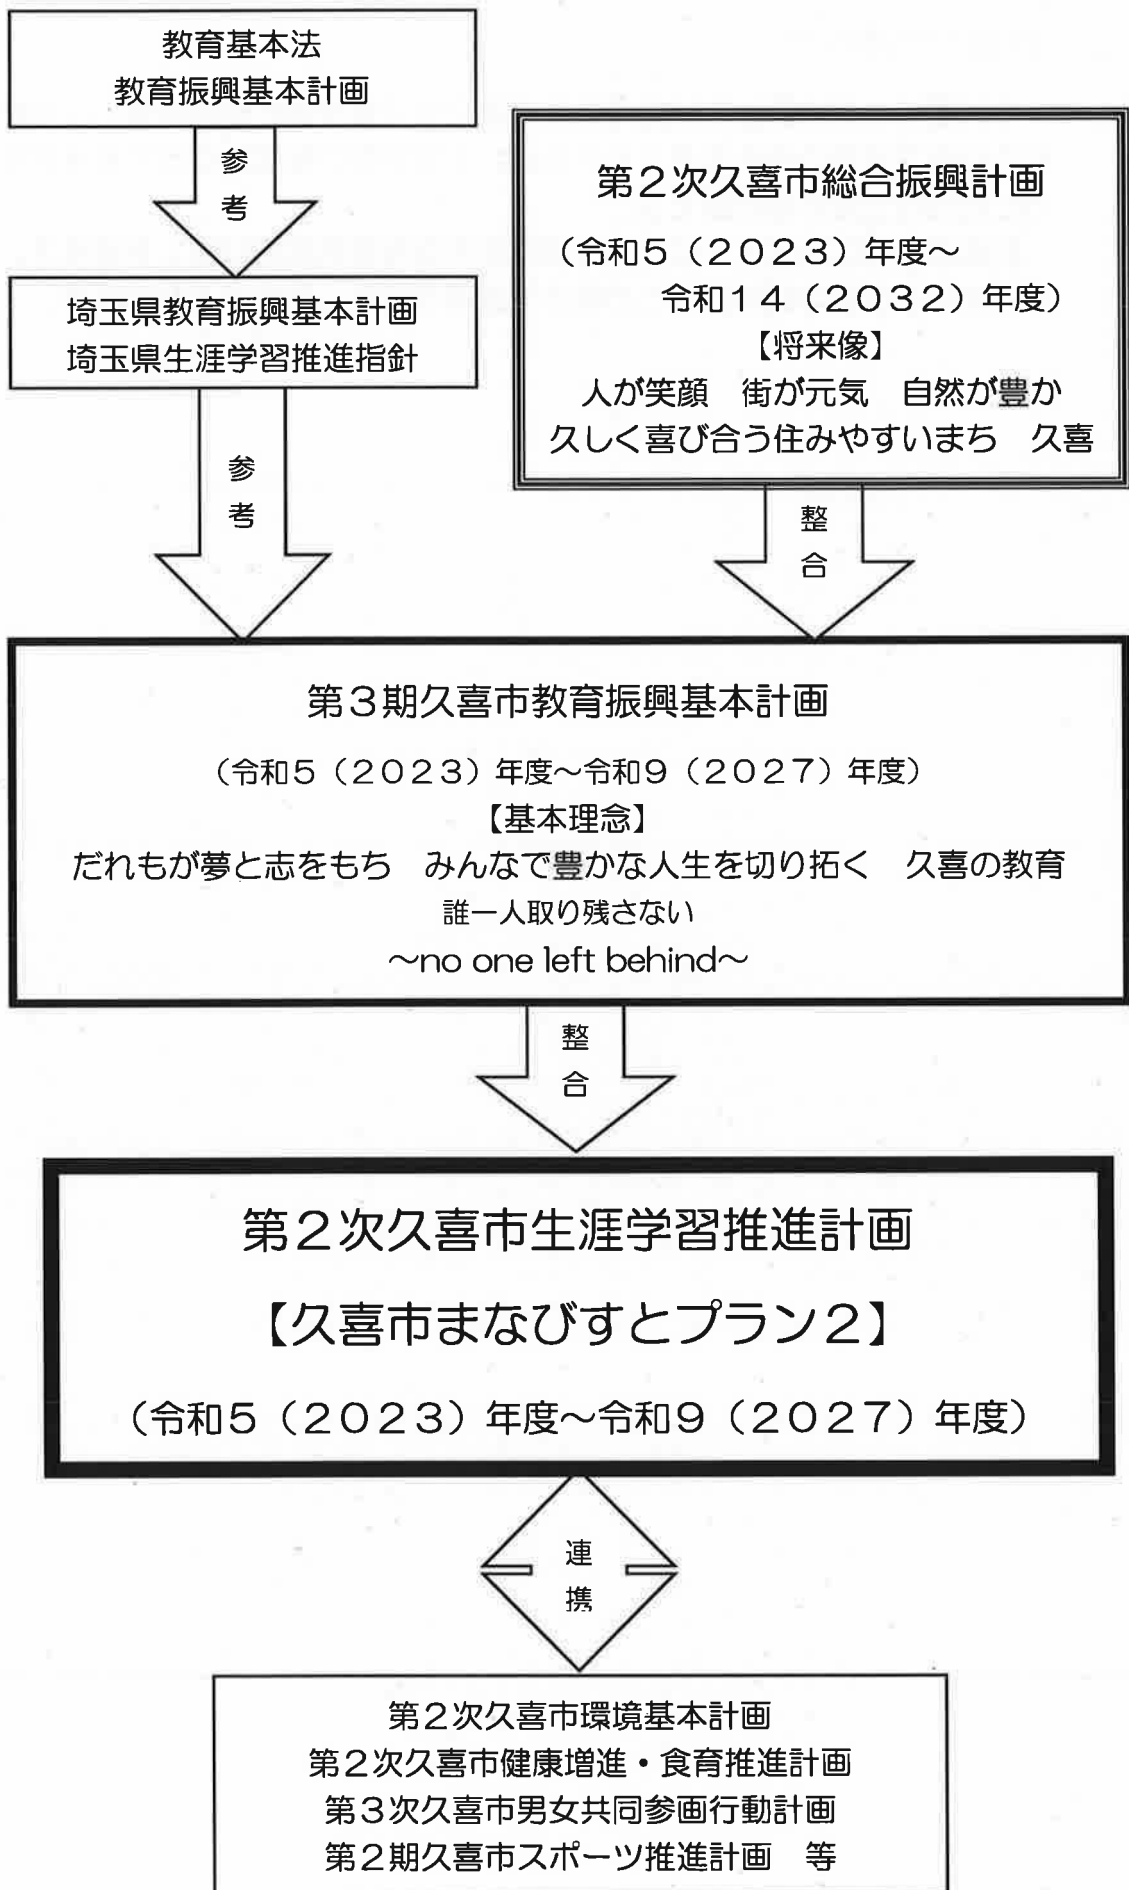 教育基本法
教育振興基本計画
参
考
埼玉県教育振興基本計画
埼玉県生涯学習推進指針
参
考
第２次久喜市総合振興計画
（令和５（２０２３）年度～
令和１４（２０３２）年度）
【将来像】
人が笑顔　街が元気　自然が豊か
久しく喜び合う住みやすいまち　久喜
整
合
第３期久喜市教育振興基本計画
（令和５（２０２３）年度～令和９（２０２７）年度）
【基本理念】
だれもが夢と志をもち　みんなで豊かな人生を切り拓く　久喜の教育
誰一人取り残さない
～no one left behind～
整
合
第２次久喜市生涯学習推進計画
【久喜市まなびすとプラン２】
（令和５（２０２３）年度～令和９（２０２７）年度）
連
携
第２次久喜市環境基本計画
第２次久喜市健康増進・食育推進計画
第３次久喜市男女共同参画行動計画
第２期久喜市スポーツ推進計画　等